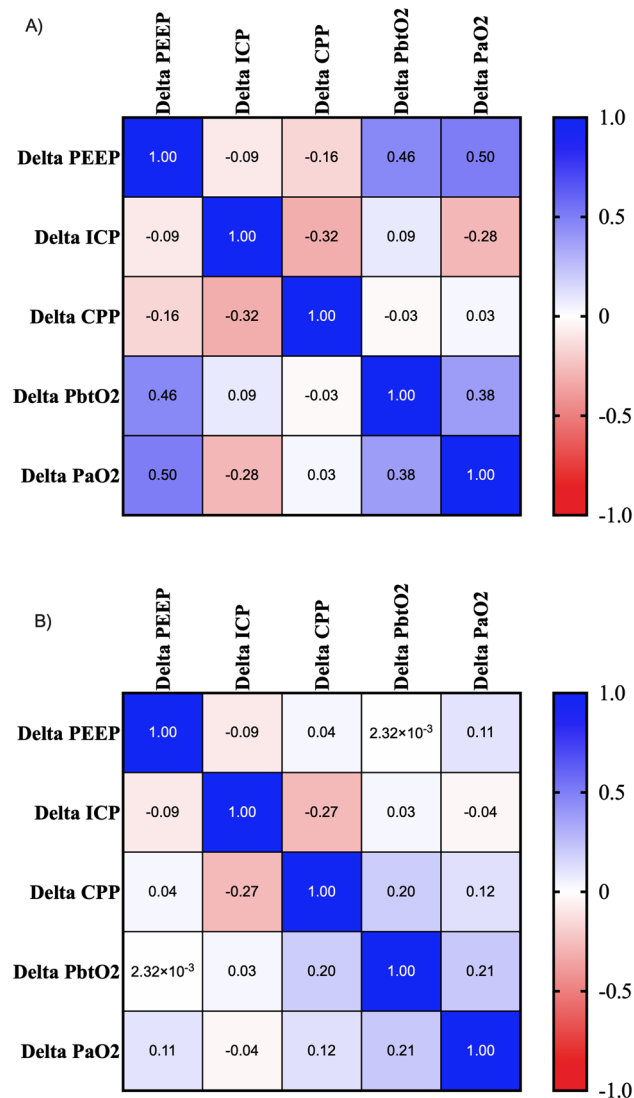 A)
Delta PEEP
Delta ICP
Delta CPP
Delta PbtO2
Delta PaO2
Delta PEEP 1.00 -0.09 -0.16 0.46 0.50
Delta ICP -0.09 1.00 -0.32 0.09 -0.28
Delta CPP -0.16 -0.32 1.00 -0.03 0.03
Delta PbtO2 0.46 0.09 -0.03 1.00 0.38
Delta PaO2 0.50 -0.28 0.03 0.38 1.00
1.0
0.5
0
-0.5
-1.0
B)
Delta PEEP
Delta ICP
Delta CPP
Delta PbtO2
Delta PaO2
Delta PEEP 1.00 -0.09 0.04 2.32×10⁻³ 0.11
Delta ICP -0.09 1.00 -0.27 0.03 -0.04
Delta CPP 0.04 -0.27 1.00 0.20 0.12
Delta PbtO2 2.32×10⁻³ 0.03 0.20 1.00 0.21
Delta PaO2 0.11 -0.04 0.12 0.21 1.00
1.0
0.5
0
-0.5
-1.0